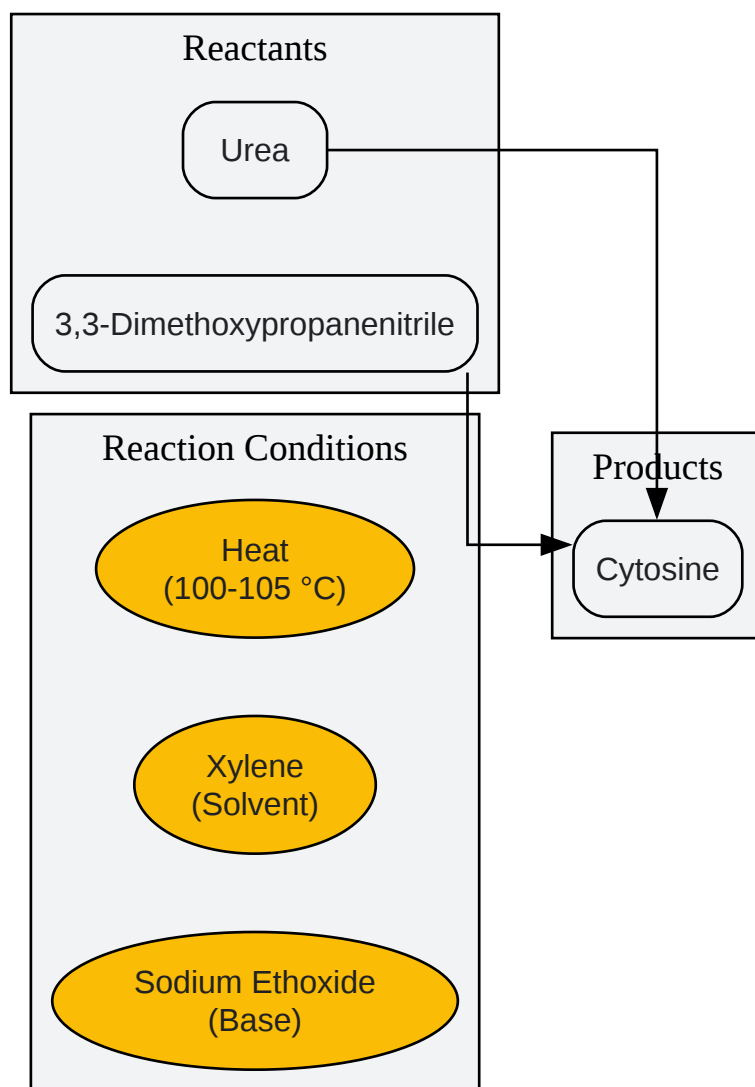 Reactants
Urea
3,3-Dimethoxypropanenitrile
Reaction Conditions
Heat
(100-105 °C)
Xylene
(Solvent)
Sodium Ethoxide
(Base)
Products
Cytosine